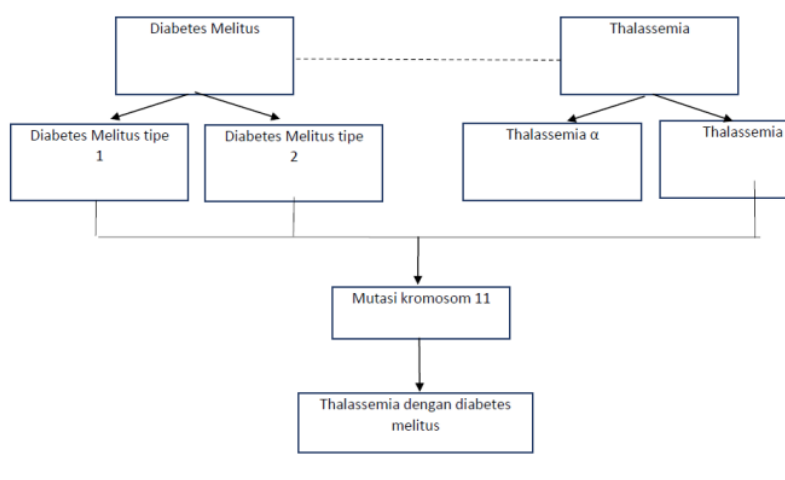 Diabetes Melitus
Thalassemia
Diabetes Melitus tipe
1
Diabetes Melitus tipe
2
Thalassemia α
Thalassemia
Mutasi kromosom 11
Thalassemia dengan diabetes
melitus